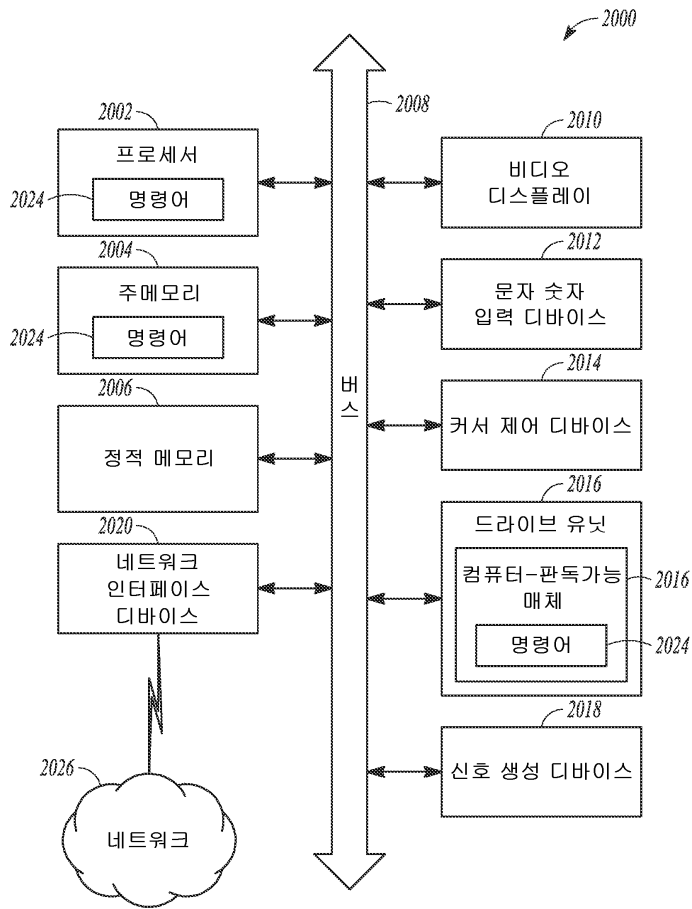 2000
2008
2002
프로세서
2024
명령어
2004
주메모리
2024
명령어
2006
정적 메모리
2020
네트워크
인터페이스
디바이스
2026
네트워크
버
스
2010
비디오
디스플레이
2012
문자 숫자
입력 디바이스
2014
커서 제어 디바이스
2016
드라이브 유닛
컴퓨터-판독가능
매체
2016
명령어
2024
2018
신호 생성 디바이스